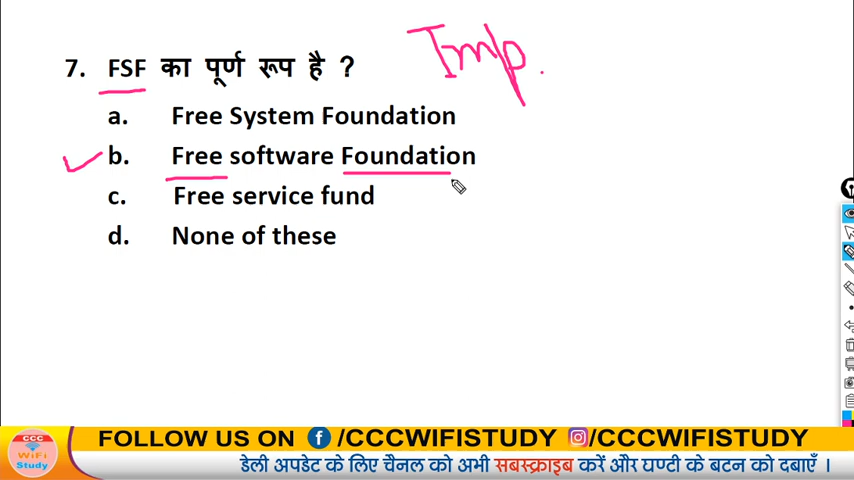 Imp.
7. FSF का पूर्ण रूप है ?
a. Free System Foundation
b. Free software Foundation
c. Free service fund
d. None of these
CCC
WiFi
Study
FOLLOW US ON f /CCCWIFISTUDY /CCCWIFISTUDY
डेली अपडेट के लिए चैनल को अभी सबस्क्राइब करें और घण्टी के बटन को दबाएँ ।